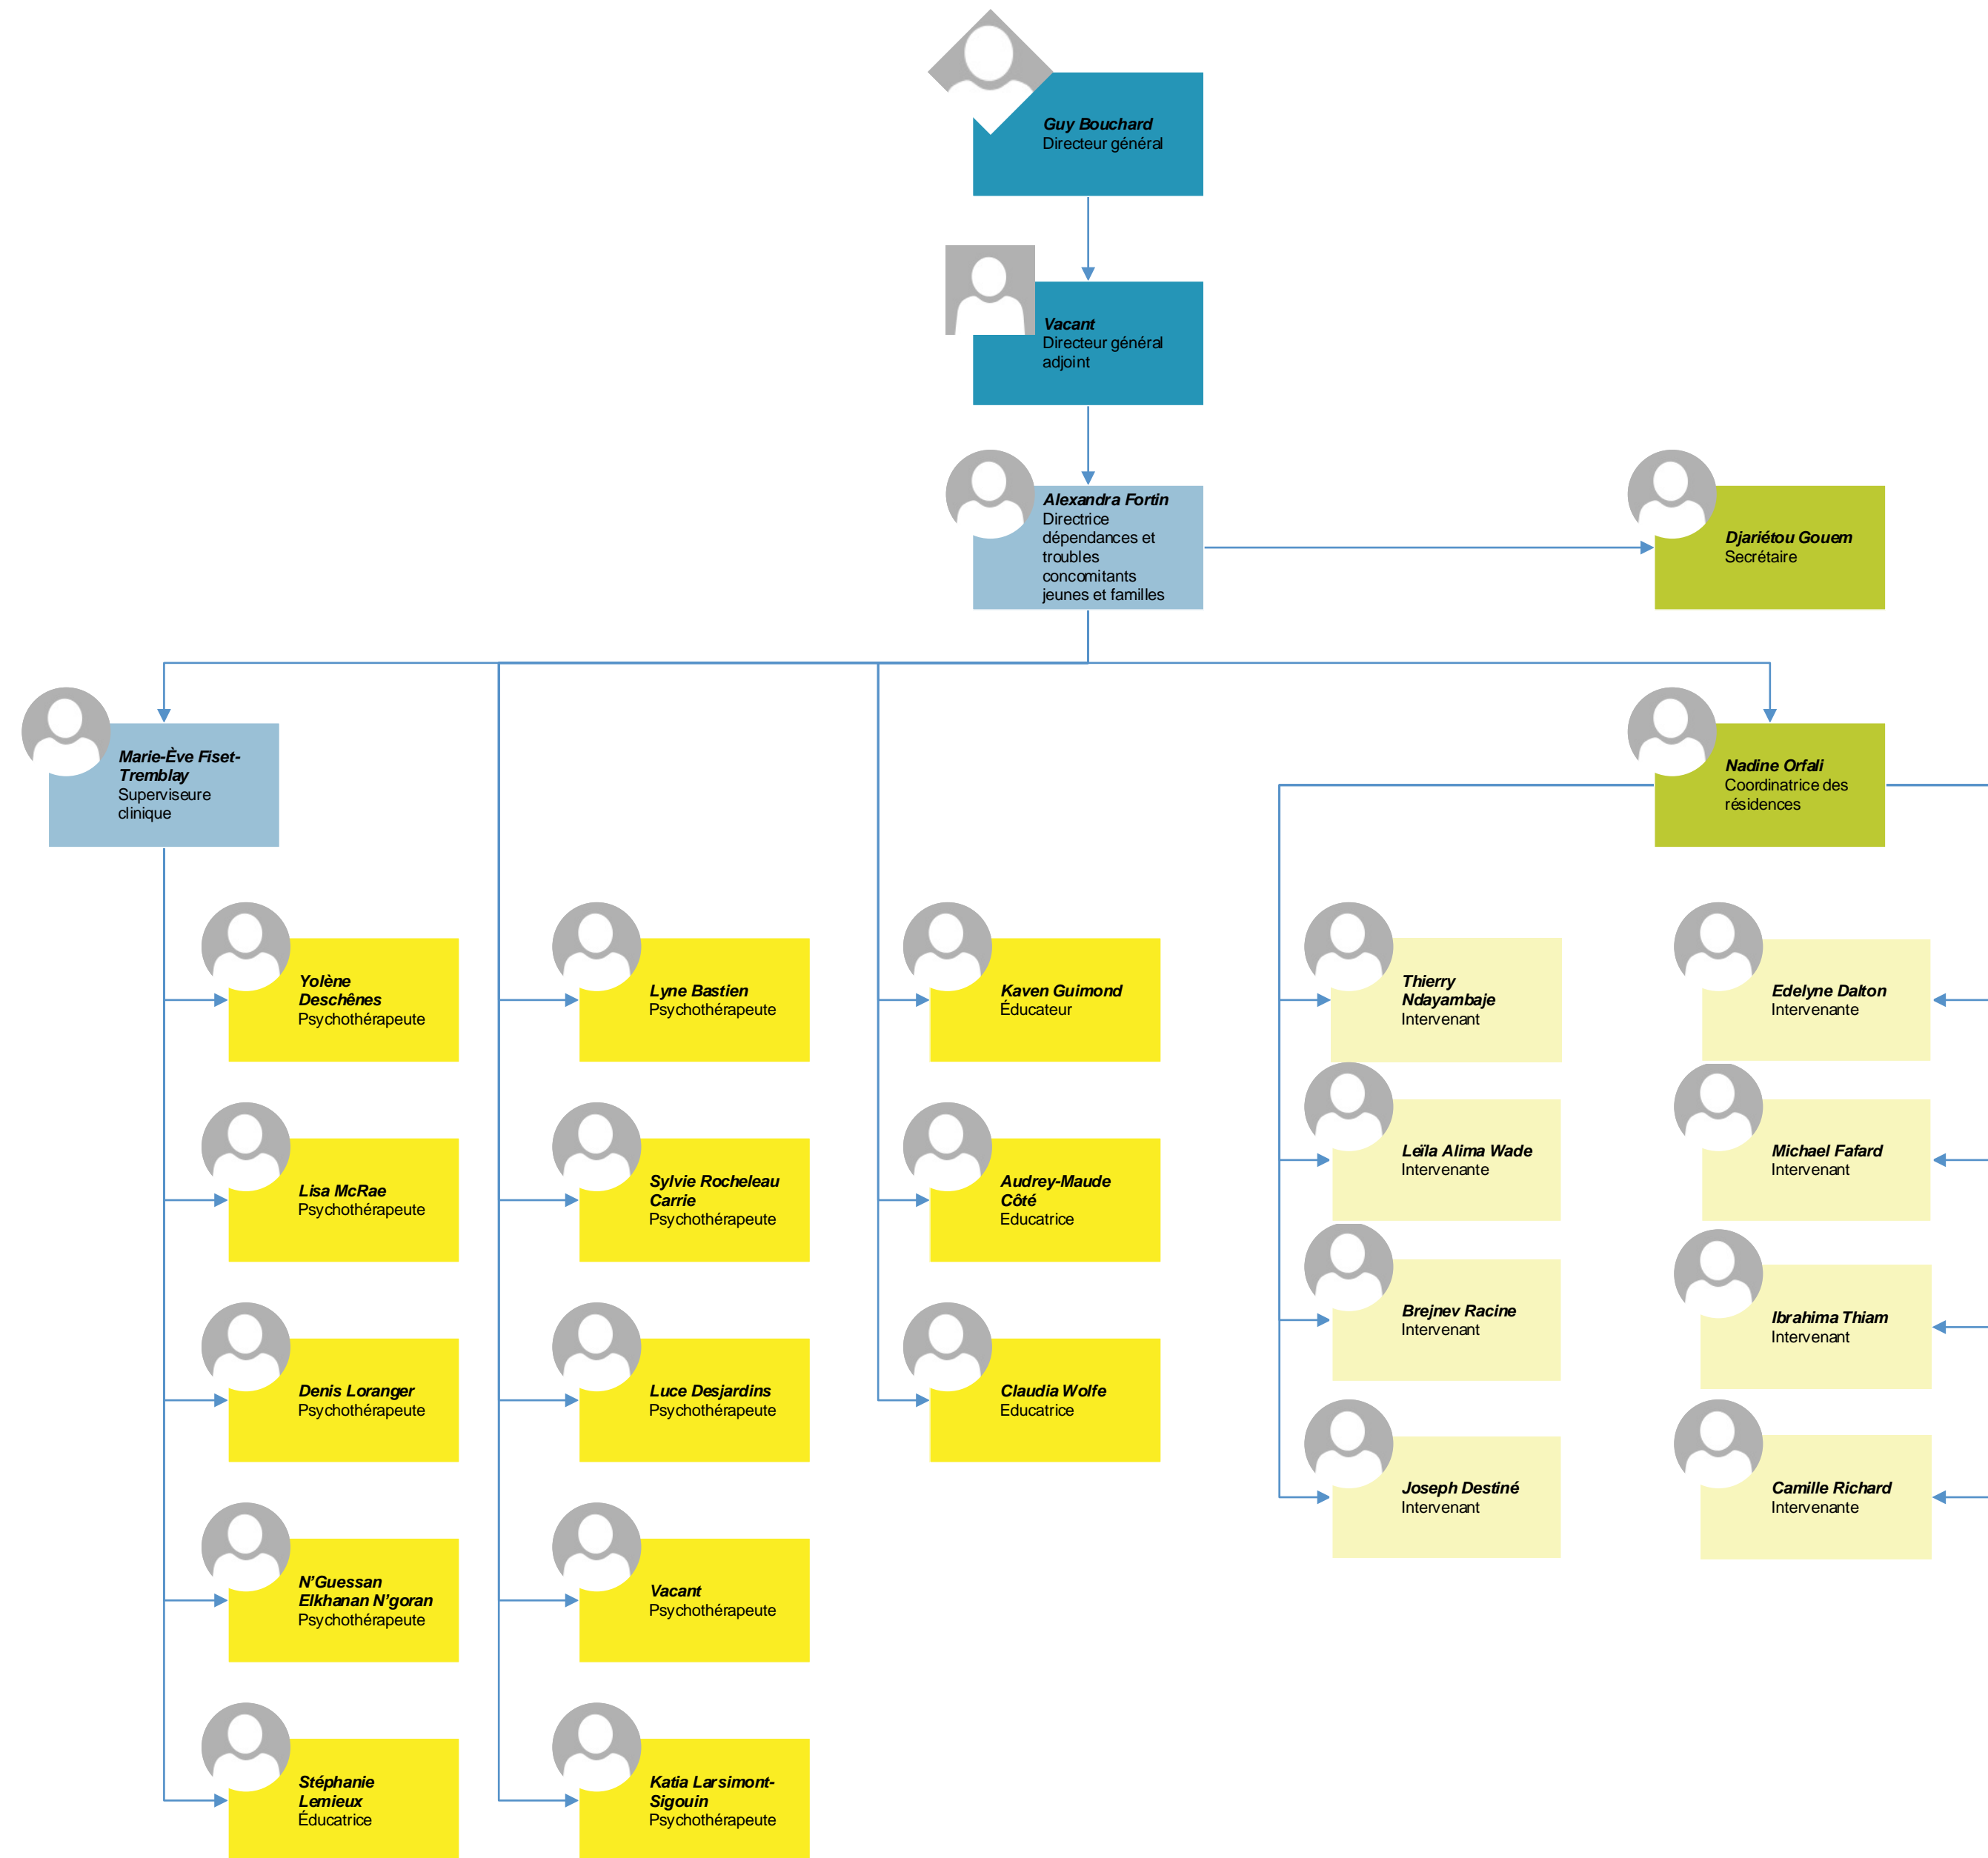 Guy Bouchard
Directeur général
Vacant
Directeur général
adjoint
Alexandra Fortin
Directrice
dépendances et
troubles
concomitants
jeunes et familles
Djariétou Gouem
Secrétaire
Marie-Ève Fiset-
Tremblay
Superviseure
clinique
Nadine Orfali
Coordinatrice des
résidences
Yolène
Deschênes
Psychothérapeute
Lyne Bastien
Psychothérapeute
Kaven Guimond
Éducateur
Thierry
Ndayambaje
Intervenant
Edelyne Dalton
Intervenante
Lisa McRae
Psychothérapeute
Sylvie Rocheleau
Carrie
Psychothérapeute
Audrey-Maude
Côté
Educatrice
Leïla Alima Wade
Intervenante
Michael Fafard
Intervenant
Denis Loranger
Psychothérapeute
Luce Desjardins
Psychothérapeute
Claudia Wolfe
Educatrice
Brejnev Racine
Intervenant
Ibrahima Thiam
Intervenant
N’Guessan
Elkhanan N’goran
Psychothérapeute
Vacant
Psychothérapeute
Joseph Destiné
Intervenant
Camille Richard
Intervenante
Stéphanie
Lemieux
Éducatrice
Katia Larsimont-
Sigouin
Psychothérapeute